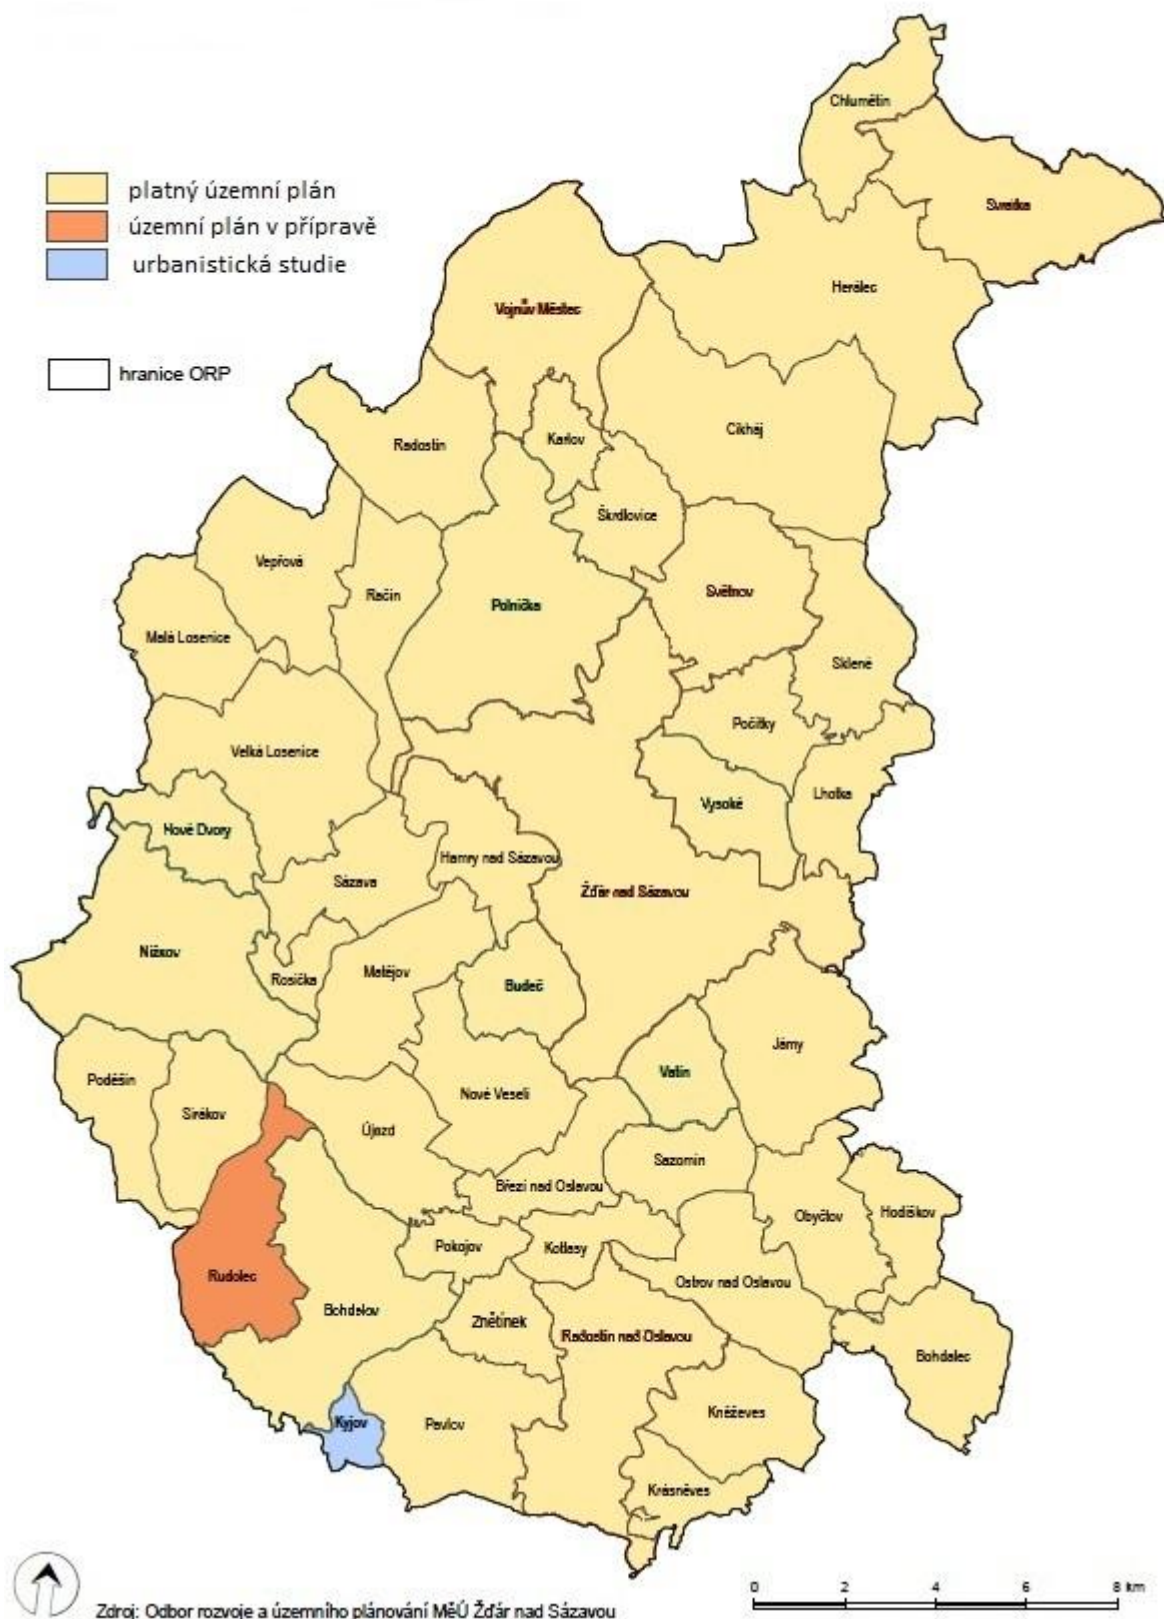 Chlumětín
Svratka
platný územní plán
územní plán v přípravě
urbanistická studie
hranice ORP
Herálec
Vojnův Městec
Cikháj
Karlov
Radostín
Škrdlovice
Vepřová
Račín
Polnička
Světnov
Malá Losenice
Sklené
Počítky
Velká Losenice
Lhotka
Vysoké
Nové Dvory
Hamry nad Sázavou
Sázava
Žďár nad Sázavou
Nížkov
Rosička
Matějov
Budeč
Jámy
Vatín
Poděšín
Sirákov
Nové Veselí
Újezd
Sazomín
Březí nad Oslavou
Obyčtov
Hodíškov
Pokojov
Kotlasy
Rudolec
Ostrov nad Oslavou
Bohdalov
Znětínek
Radostín nad Oslavou
Bohdalec
Kněževes
Kyjov
Pavlov
Krásněves
0 2 4 6 8 km
Zdroj: Odbor rozvoje a územního plánování MěÚ Žďár nad Sázavou